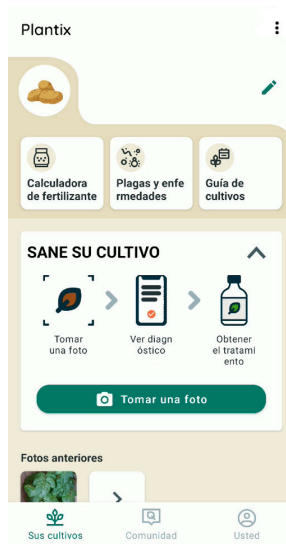 Plantix
Calculadora
de fertilizante
Plagas y enfe
rmedades
Guía de
cultivos
SANE SU CULTIVO
Tomar
una foto
Ver diagn
óstico
Obtener
el tratami
ento
Tomar una foto
Fotos anteriores
Sus cultivos
Comunidad
Usted